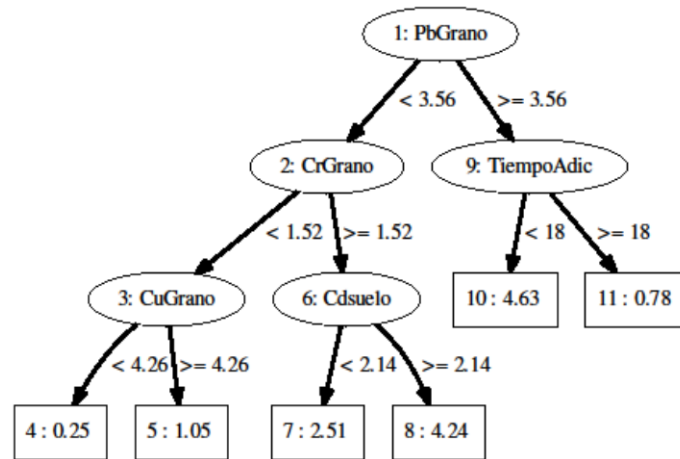 1: PbGrano
< 3.56
>= 3.56
2: CrGrano
9: TiempoAdic
< 1.52
>= 1.52
< 18
>= 18
3: CuGrano
6: Cdsuelo
10 : 4.63
11 : 0.78
< 4.26
>= 4.26
< 2.14
>= 2.14
4 : 0.25
5 : 1.05
7 : 2.51
8 : 4.24